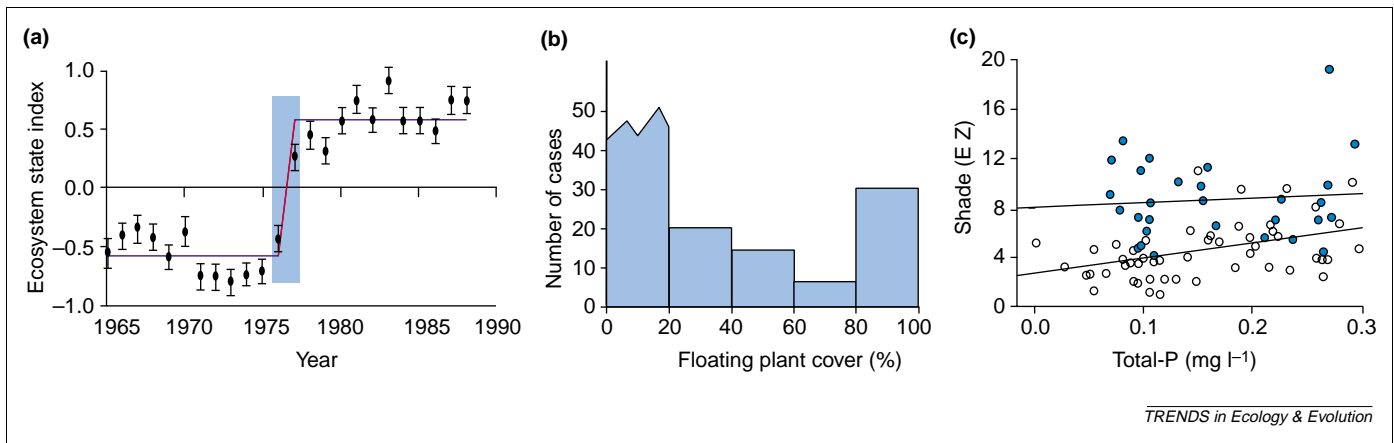 (a)
Ecosystem state index
1.0
0.5
0.0
–0.5
–1.0
1965 1970 1975 1980 1985 1990
Year
(b)
Number of cases
50
40
30
20
10
0
0 20 40 60 80 100
Floating plant cover (%)
(c)
Shade (E Z)
20
16
12
8
4
0
0.0 0.1 0.2 0.3
Total-P (mg l–1)
TRENDS in Ecology & Evolution